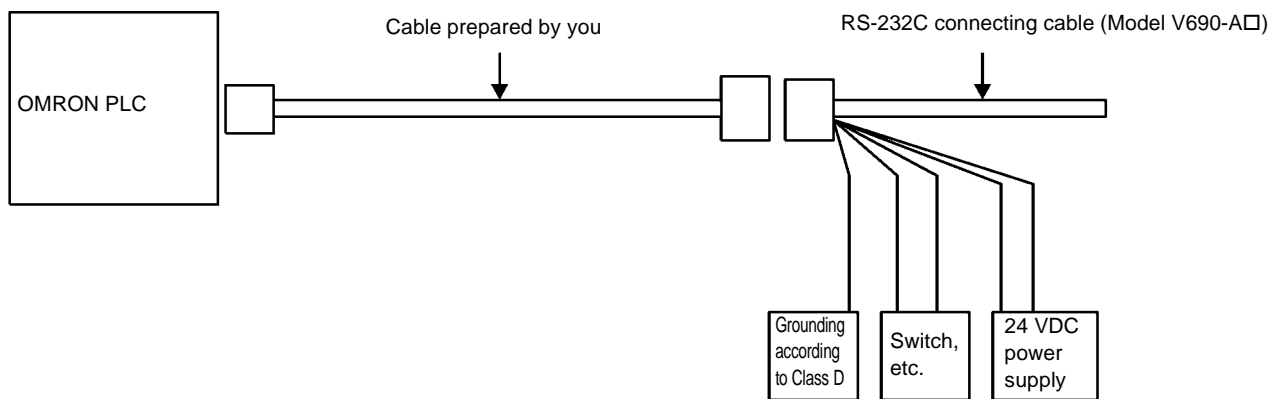 Cable prepared by you
RS-232C connecting cable (Model V690-A□)
OMRON PLC
Grounding
according
to Class D
Switch,
etc.
24 VDC
power
supply